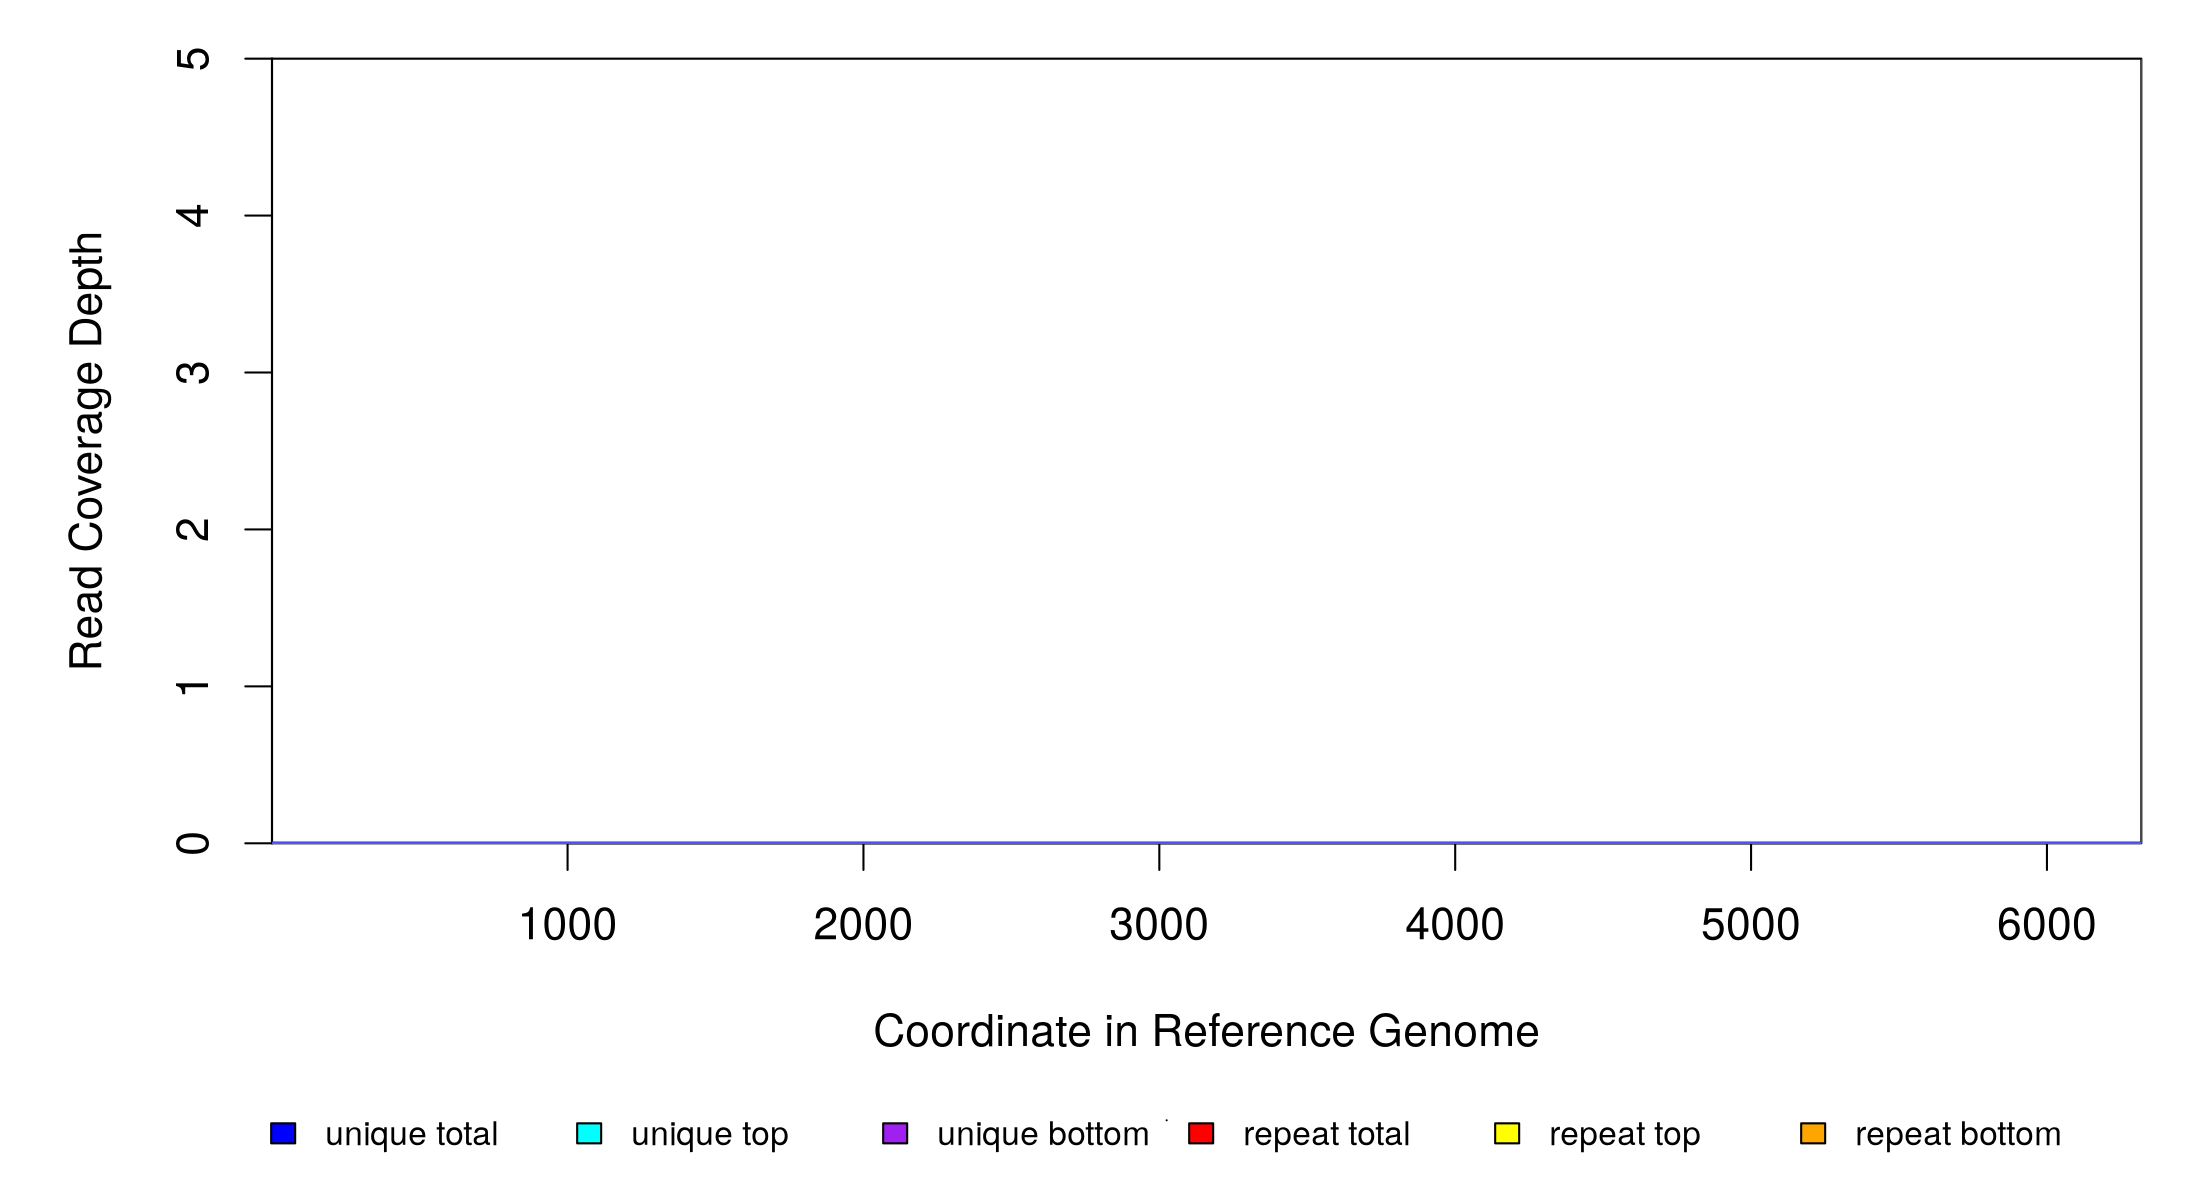 Read Coverage Depth
5
4
3
2
1
0
1000 2000 3000 4000 5000 6000
Coordinate in Reference Genome
unique total unique top unique bottom repeat total repeat top repeat bottom